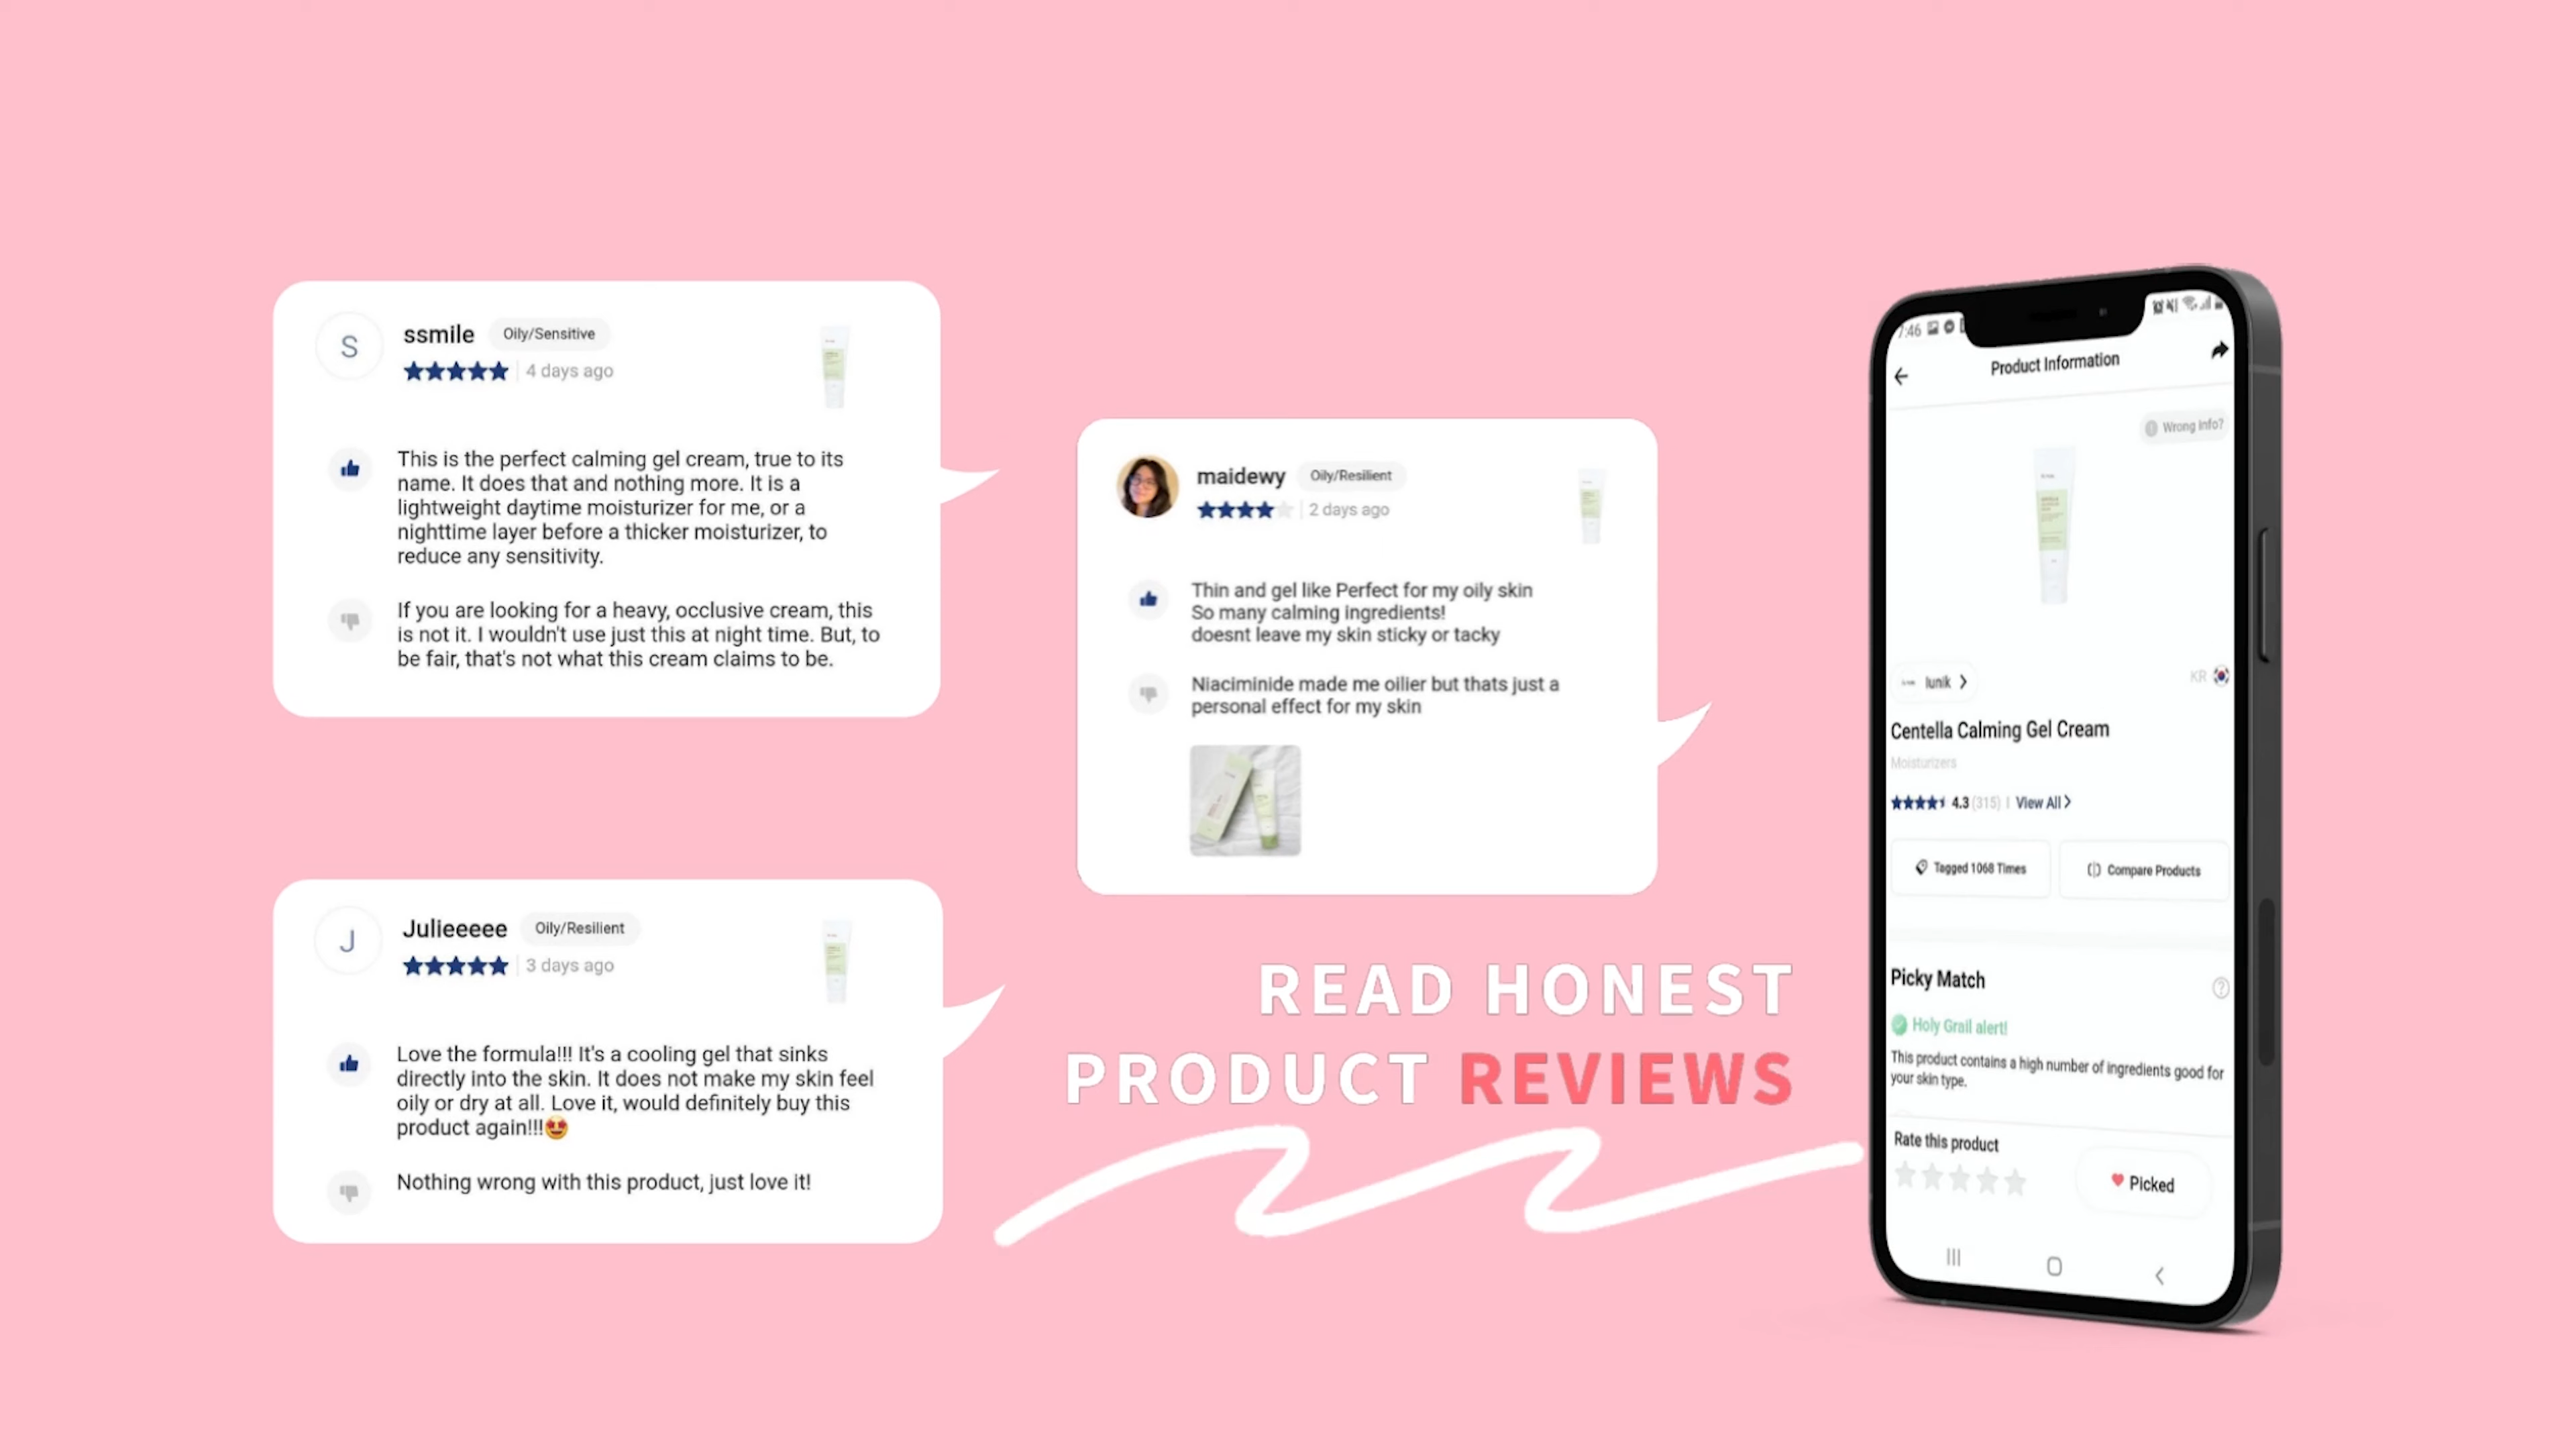 S
ssmile
Oily/Sensitive
4 days ago
This is the perfect calming gel cream, true to its
name. It does that and nothing more. It is a
lightweight daytime moisturizer for me, or a
nighttime layer before a thicker moisturizer, to
reduce any sensitivity.
If you are looking for a heavy, occlusive cream, this
is not it. I wouldn't use just this at night time. But, to
be fair, that's not what this cream claims to be.
J
Julieeeee
Oily/Resilient
3 days ago
Love the formula!!! It's a cooling gel that sinks
directly into the skin. It does not make my skin feel
oily or dry at all. Love it, would definitely buy this
product again!!!🤩
Nothing wrong with this product, just love it!
maidewy
Oily/Resilient
2 days ago
Thin and gel like Perfect for my oily skin
So many calming ingredients!
doesnt leave my skin sticky or tacky
Niaciminide made me oilier but thats just a
personal effect for my skin
READ HONEST
PRODUCT REVIEWS
7:46
Product Information
Wrong info?
Iunik >
KR
Centella Calming Gel Cream
Moisturizers
4.3 (315) | View All >
Tagged 1068 Times
Compare Products
Picky Match
?
Holy Grail alert!
This product contains a high number of ingredients good for
your skin type.
Rate this product
Picked